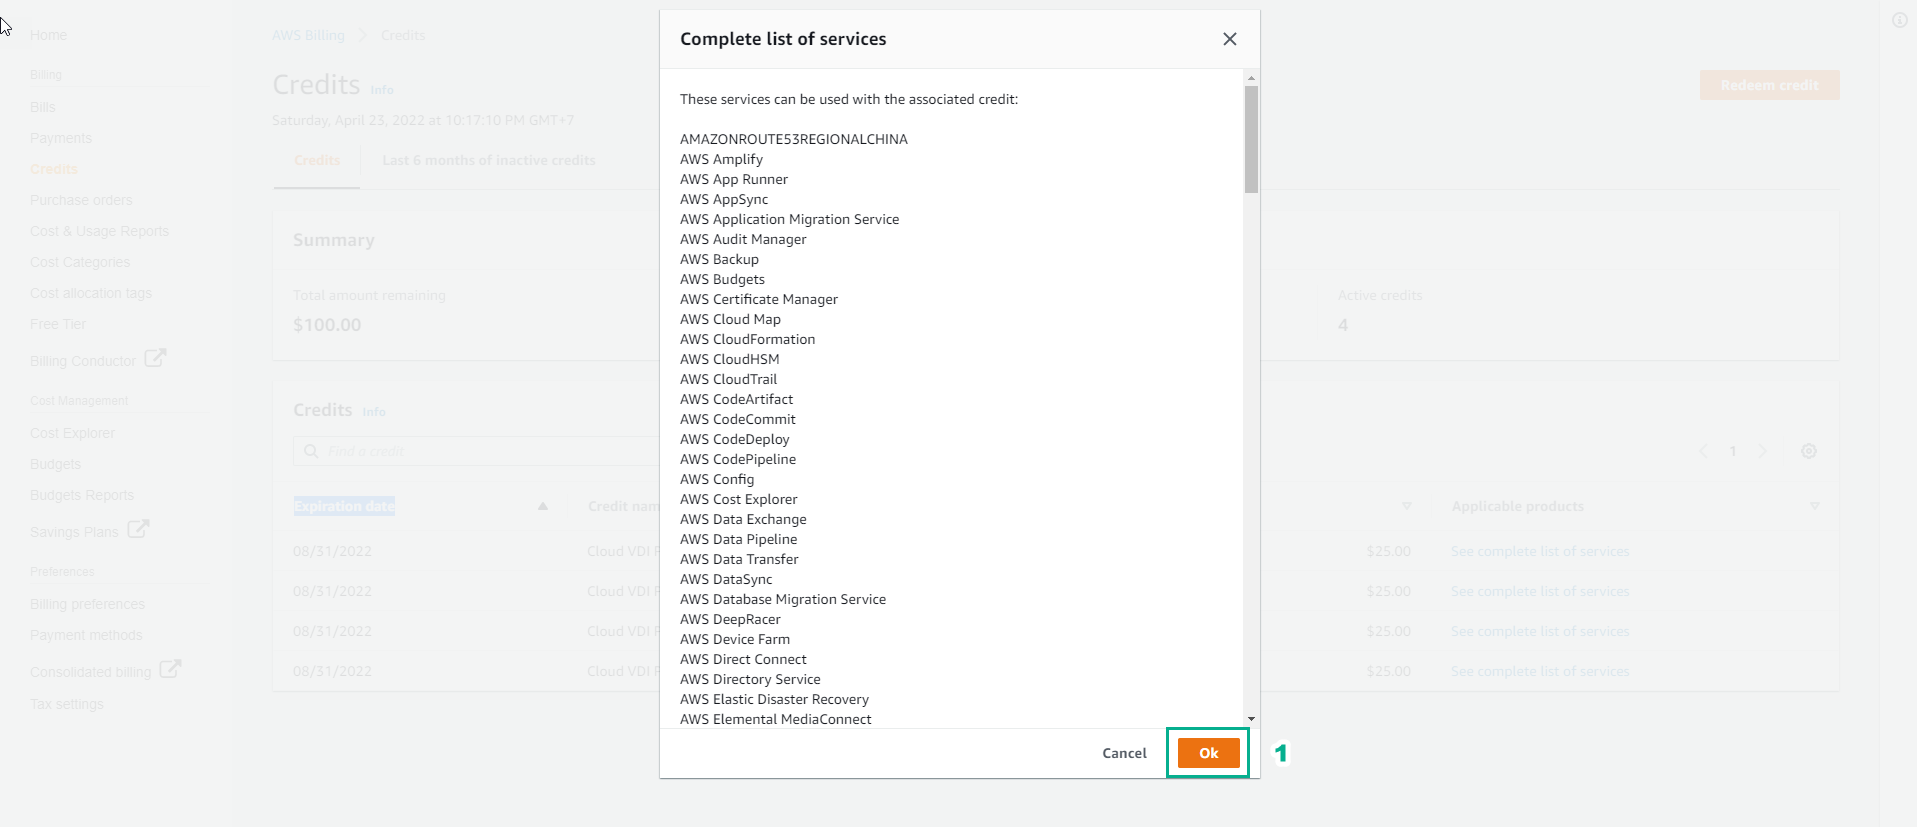 Home
Billing
Bills
Payments
Credits
Purchase orders
Cost & Usage Reports
Cost Categories
Cost allocation tags
Free Tier
Billing Conductor
Cost Management
Cost Explorer
Budgets
Budgets Reports
Savings Plans
Preferences
Billing preferences
Payment methods
Consolidated billing
Tax settings
AWS Billing Credits
Credits Info
Saturday, April 23, 2022 at 10:17:10 PM GMT+7
Redeem credit
Credits Last 6 months of inactive credits
Summary
Total amount remaining
$100.00
Active credits
4
Credits Info
Find a credit
1
Expiration date Credit nam Applicable products
08/31/2022 Cloud VDI $25.00 See complete list of services
08/31/2022 Cloud VDI $25.00 See complete list of services
08/31/2022 Cloud VDI $25.00 See complete list of services
08/31/2022 Cloud VDI $25.00 See complete list of services
Complete list of services
These services can be used with the associated credit:
AMAZONROUTE53REGIONALCHINA
AWS Amplify
AWS App Runner
AWS AppSync
AWS Application Migration Service
AWS Audit Manager
AWS Backup
AWS Budgets
AWS Certificate Manager
AWS Cloud Map
AWS CloudFormation
AWS CloudHSM
AWS CloudTrail
AWS CodeArtifact
AWS CodeCommit
AWS CodeDeploy
AWS CodePipeline
AWS Config
AWS Cost Explorer
AWS Data Exchange
AWS Data Pipeline
AWS Data Transfer
AWS DataSync
AWS Database Migration Service
AWS DeepRacer
AWS Device Farm
AWS Direct Connect
AWS Directory Service
AWS Elastic Disaster Recovery
AWS Elemental MediaConnect
Cancel Ok 1